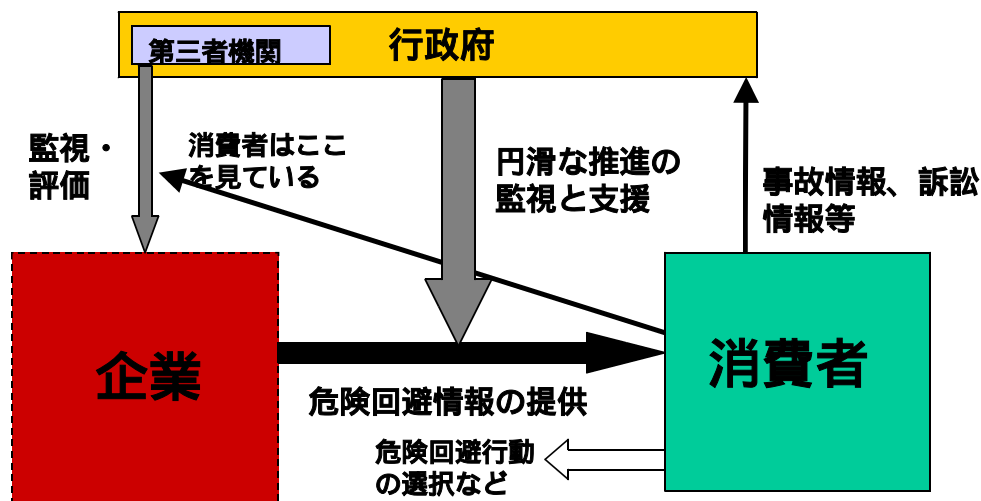 第三者機関
行政府
監視・
評価
消費者はここ
を見ている
円滑な推進の
監視と支援
事故情報、訴訟
情報等
企業
消費者
危険回避情報の提供
危険回避行動
の選択など